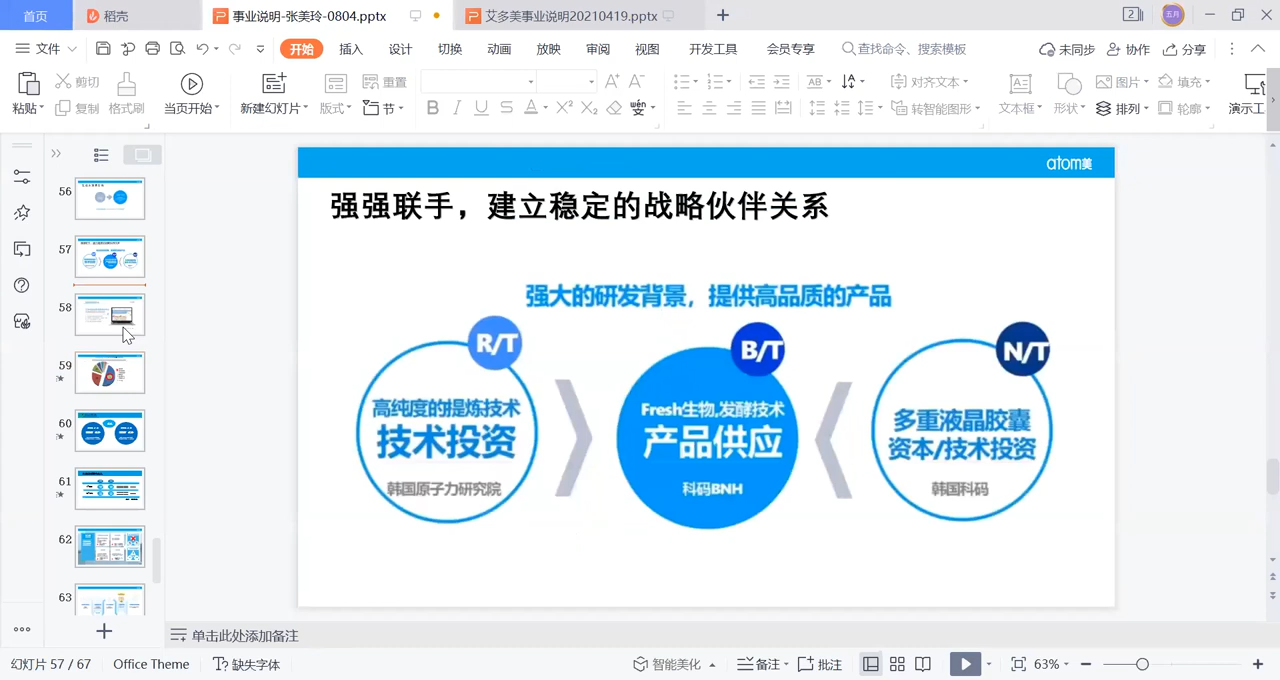 首页
稻壳
事业说明-张美玲-0804.pptx
艾多美事业说明20210419.pptx
2
五月
文件
开始
插入
设计
切换
动画
放映
审阅
视图
开发工具
会员专享
查找命令、搜索模板
未同步
协作
分享
粘贴
剪切
复制
格式刷
当页开始
新建幻灯片
版式
重置
节
对齐文本
转智能图形
文本框
形状
图片
排列
填充
轮廓
演示工
56
57
58
59
60
61
62
63
atom美
强强联手，建立稳定的战略伙伴关系
强大的研发背景，提供高品质的产品
R/T
高纯度的提炼技术
技术投资
韩国原子力研究院
B/T
Fresh生物,发酵技术
产品供应
科码BNH
N/T
多重液晶胶囊
资本/技术投资
韩国科码
单击此处添加备注
幻灯片 57 / 67
Office Theme
缺失字体
智能美化
备注
批注
63%